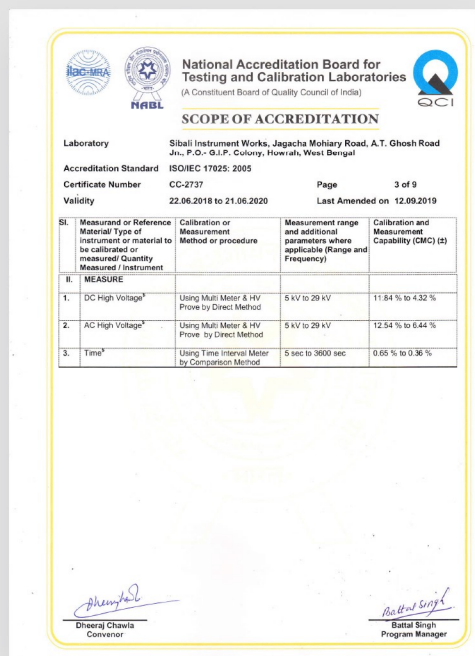 ilac-MRA
NABL
National Accreditation Board for
Testing and Calibration Laboratories
(A Constituent Board of Quality Council of India)
QCI
SCOPE OF ACCREDITATION
Laboratory Sibali Instrument Works, Jagacha Mohiary Road, A.T. Ghosh Road
Jn., P.O.- G.I.P. Colony, Howrah, West Bengal
Accreditation Standard ISO/IEC 17025: 2005
Certificate Number CC-2737 Page 3 of 9
Validity 22.06.2018 to 21.06.2020 Last Amended on 12.09.2019
Sl. Measurand or Reference Material/ Type of instrument or material to be calibrated or measured/ Quantity Measured / Instrument
Calibration or Measurement Method or procedure
Measurement range and additional parameters where applicable (Range and Frequency)
Calibration and Measurement Capability (CMC) (±)
II. MEASURE
1. DC High Voltage$ Using Multi Meter & HV Prove by Direct Method 5 kV to 29 kV 11.84 % to 4.32 %
2. AC High Voltage$ Using Multi Meter & HV Prove by Direct Method 5 kV to 29 kV 12.54 % to 6.44 %
3. Time$ Using Time Interval Meter by Comparison Method 5 sec to 3600 sec 0.65 % to 0.36 %
Battal Singh
Dheeraj Chawla
Convenor
Battal Singh
Program Manager